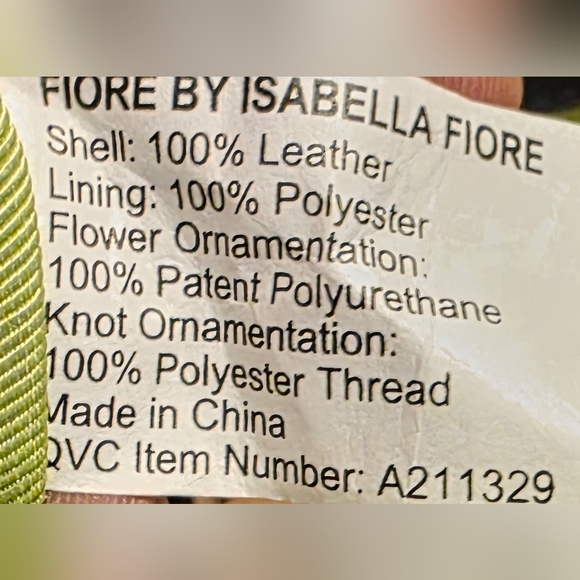 FIORE BY ISABELLA FIORE
Shell: 100% Leather
Lining: 100% Polyester
Flower Ornamentation:
100% Patent Polyurethane
Knot Ornamentation:
100% Polyester Thread
Made in China
QVC Item Number: A211329